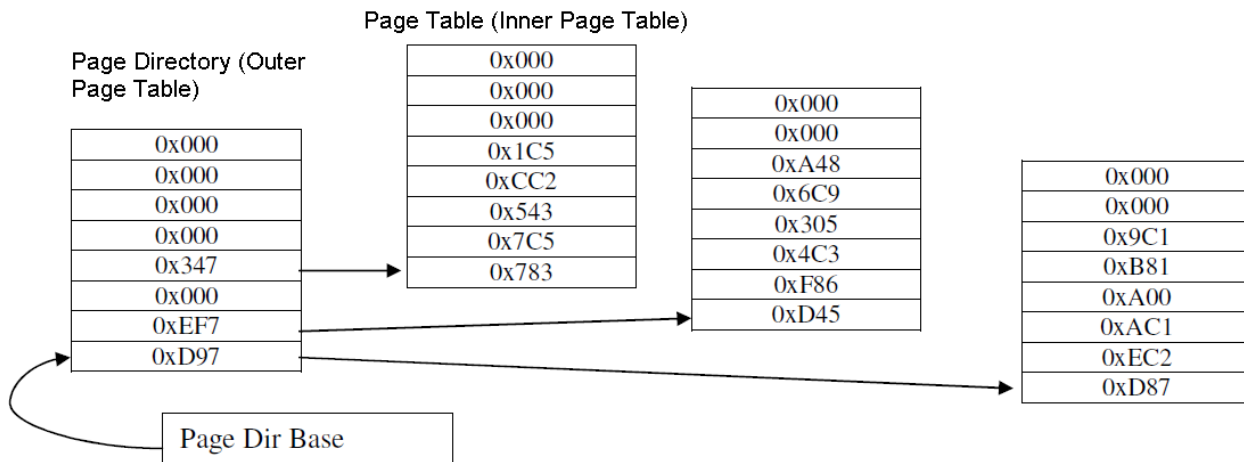 Page Table (Inner Page Table)
Page Directory (Outer
Page Table)
0x000
0x000
0x000
0x000
0x347
0x000
0xEF7
0xD97
0x000
0x000
0x000
0x1C5
0xCC2
0x543
0x7C5
0x783
0x000
0x000
0xA48
0x6C9
0x305
0x4C3
0xF86
0xD45
0x000
0x000
0x9C1
0xB81
0xA00
0xAC1
0xEC2
0xD87
Page Dir Base